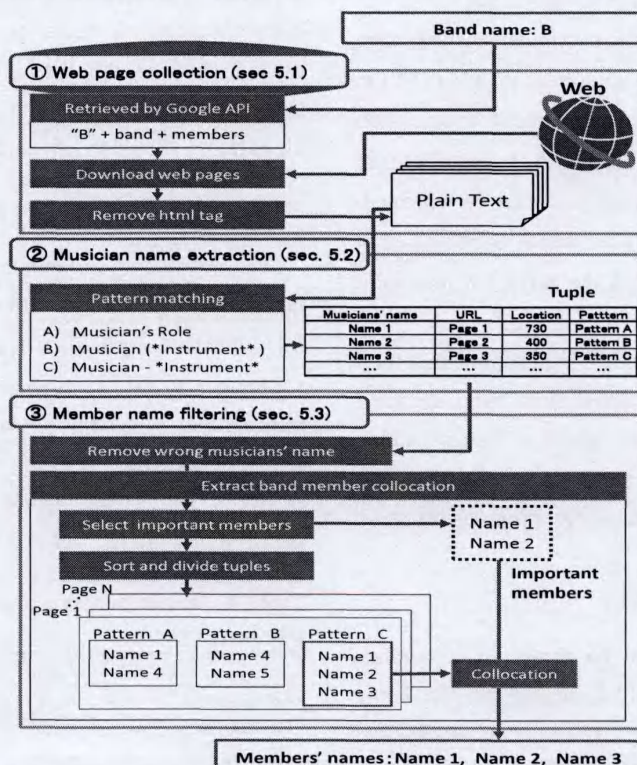 Band name: B
① Web page collection (sec 5.1)
Retrieved by Google API
"B" + band + members
Web
Download web pages
Remove html tag
Plain Text
② Musician name extraction (sec. 5.2)
Pattern matching
A) Musician's Role
B) Musician (*Instrument* )
C) Musician - *Instrument*
Tuple
Musicians' name URL Location Patttern
Name 1 Page 1 730 Pattern A
Name 2 Page 2 400 Pattern B
Name 3 Page 3 350 Pattern C
... ... ... ...
③ Member name filtering (sec. 5.3)
Remove wrong musicians' name
Extract band member collocation
Select important members
Name 1
Name 2
Sort and divide tuples
Important
members
Page N
Page 1
Pattern A Pattern B Pattern C
Name 1 Name 4 Name 1
Name 4 Name 5 Name 2
Name 3
Collocation
Members' names: Name 1, Name 2, Name 3